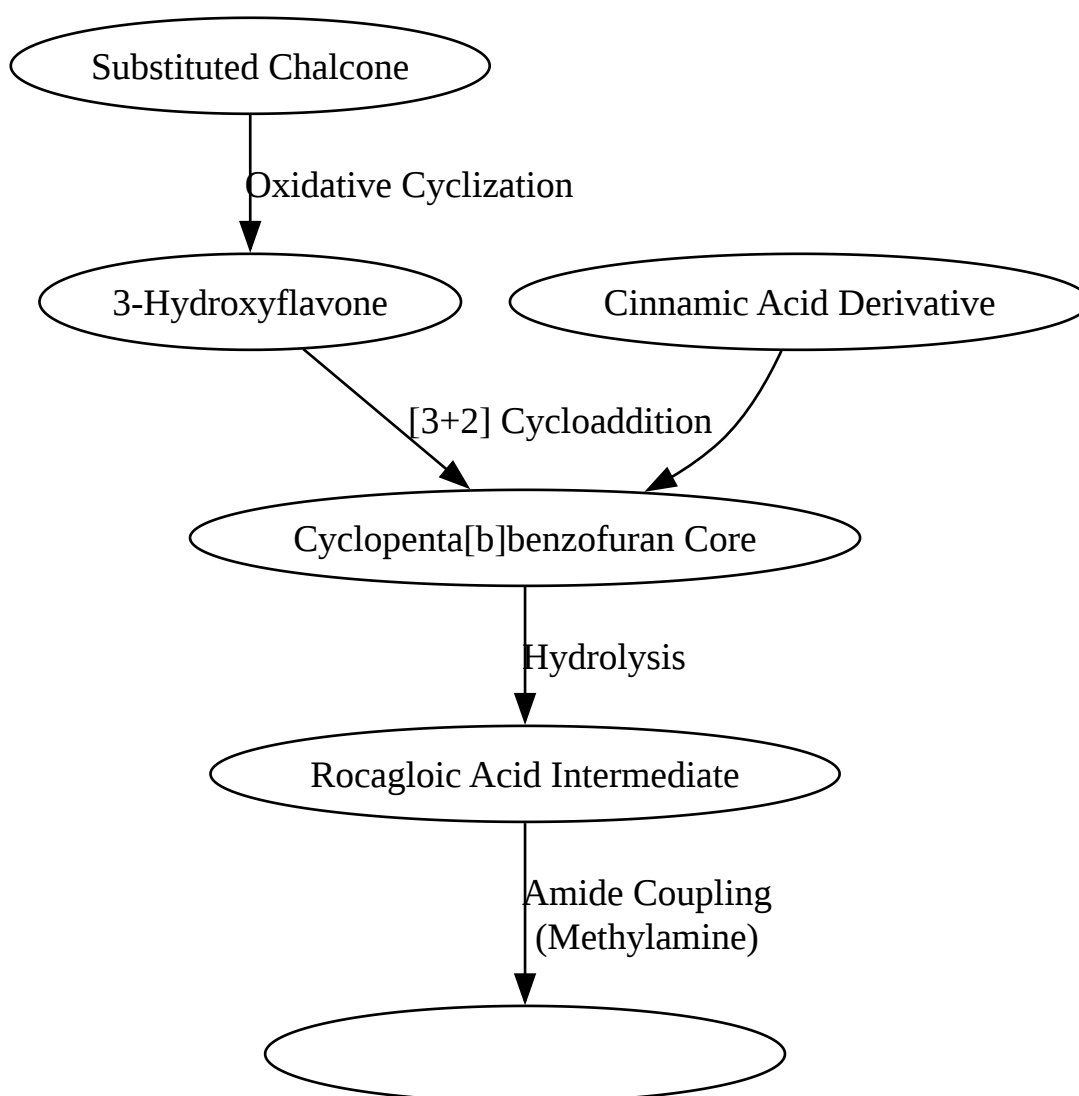 Substituted Chalcone
Oxidative Cyclization
3-Hydroxyflavone
Cinnamic Acid Derivative
[3+2] Cycloaddition
Cyclopenta[b]benzofuran Core
Hydrolysis
Rocagloic Acid Intermediate
Amide Coupling
(Methylamine)